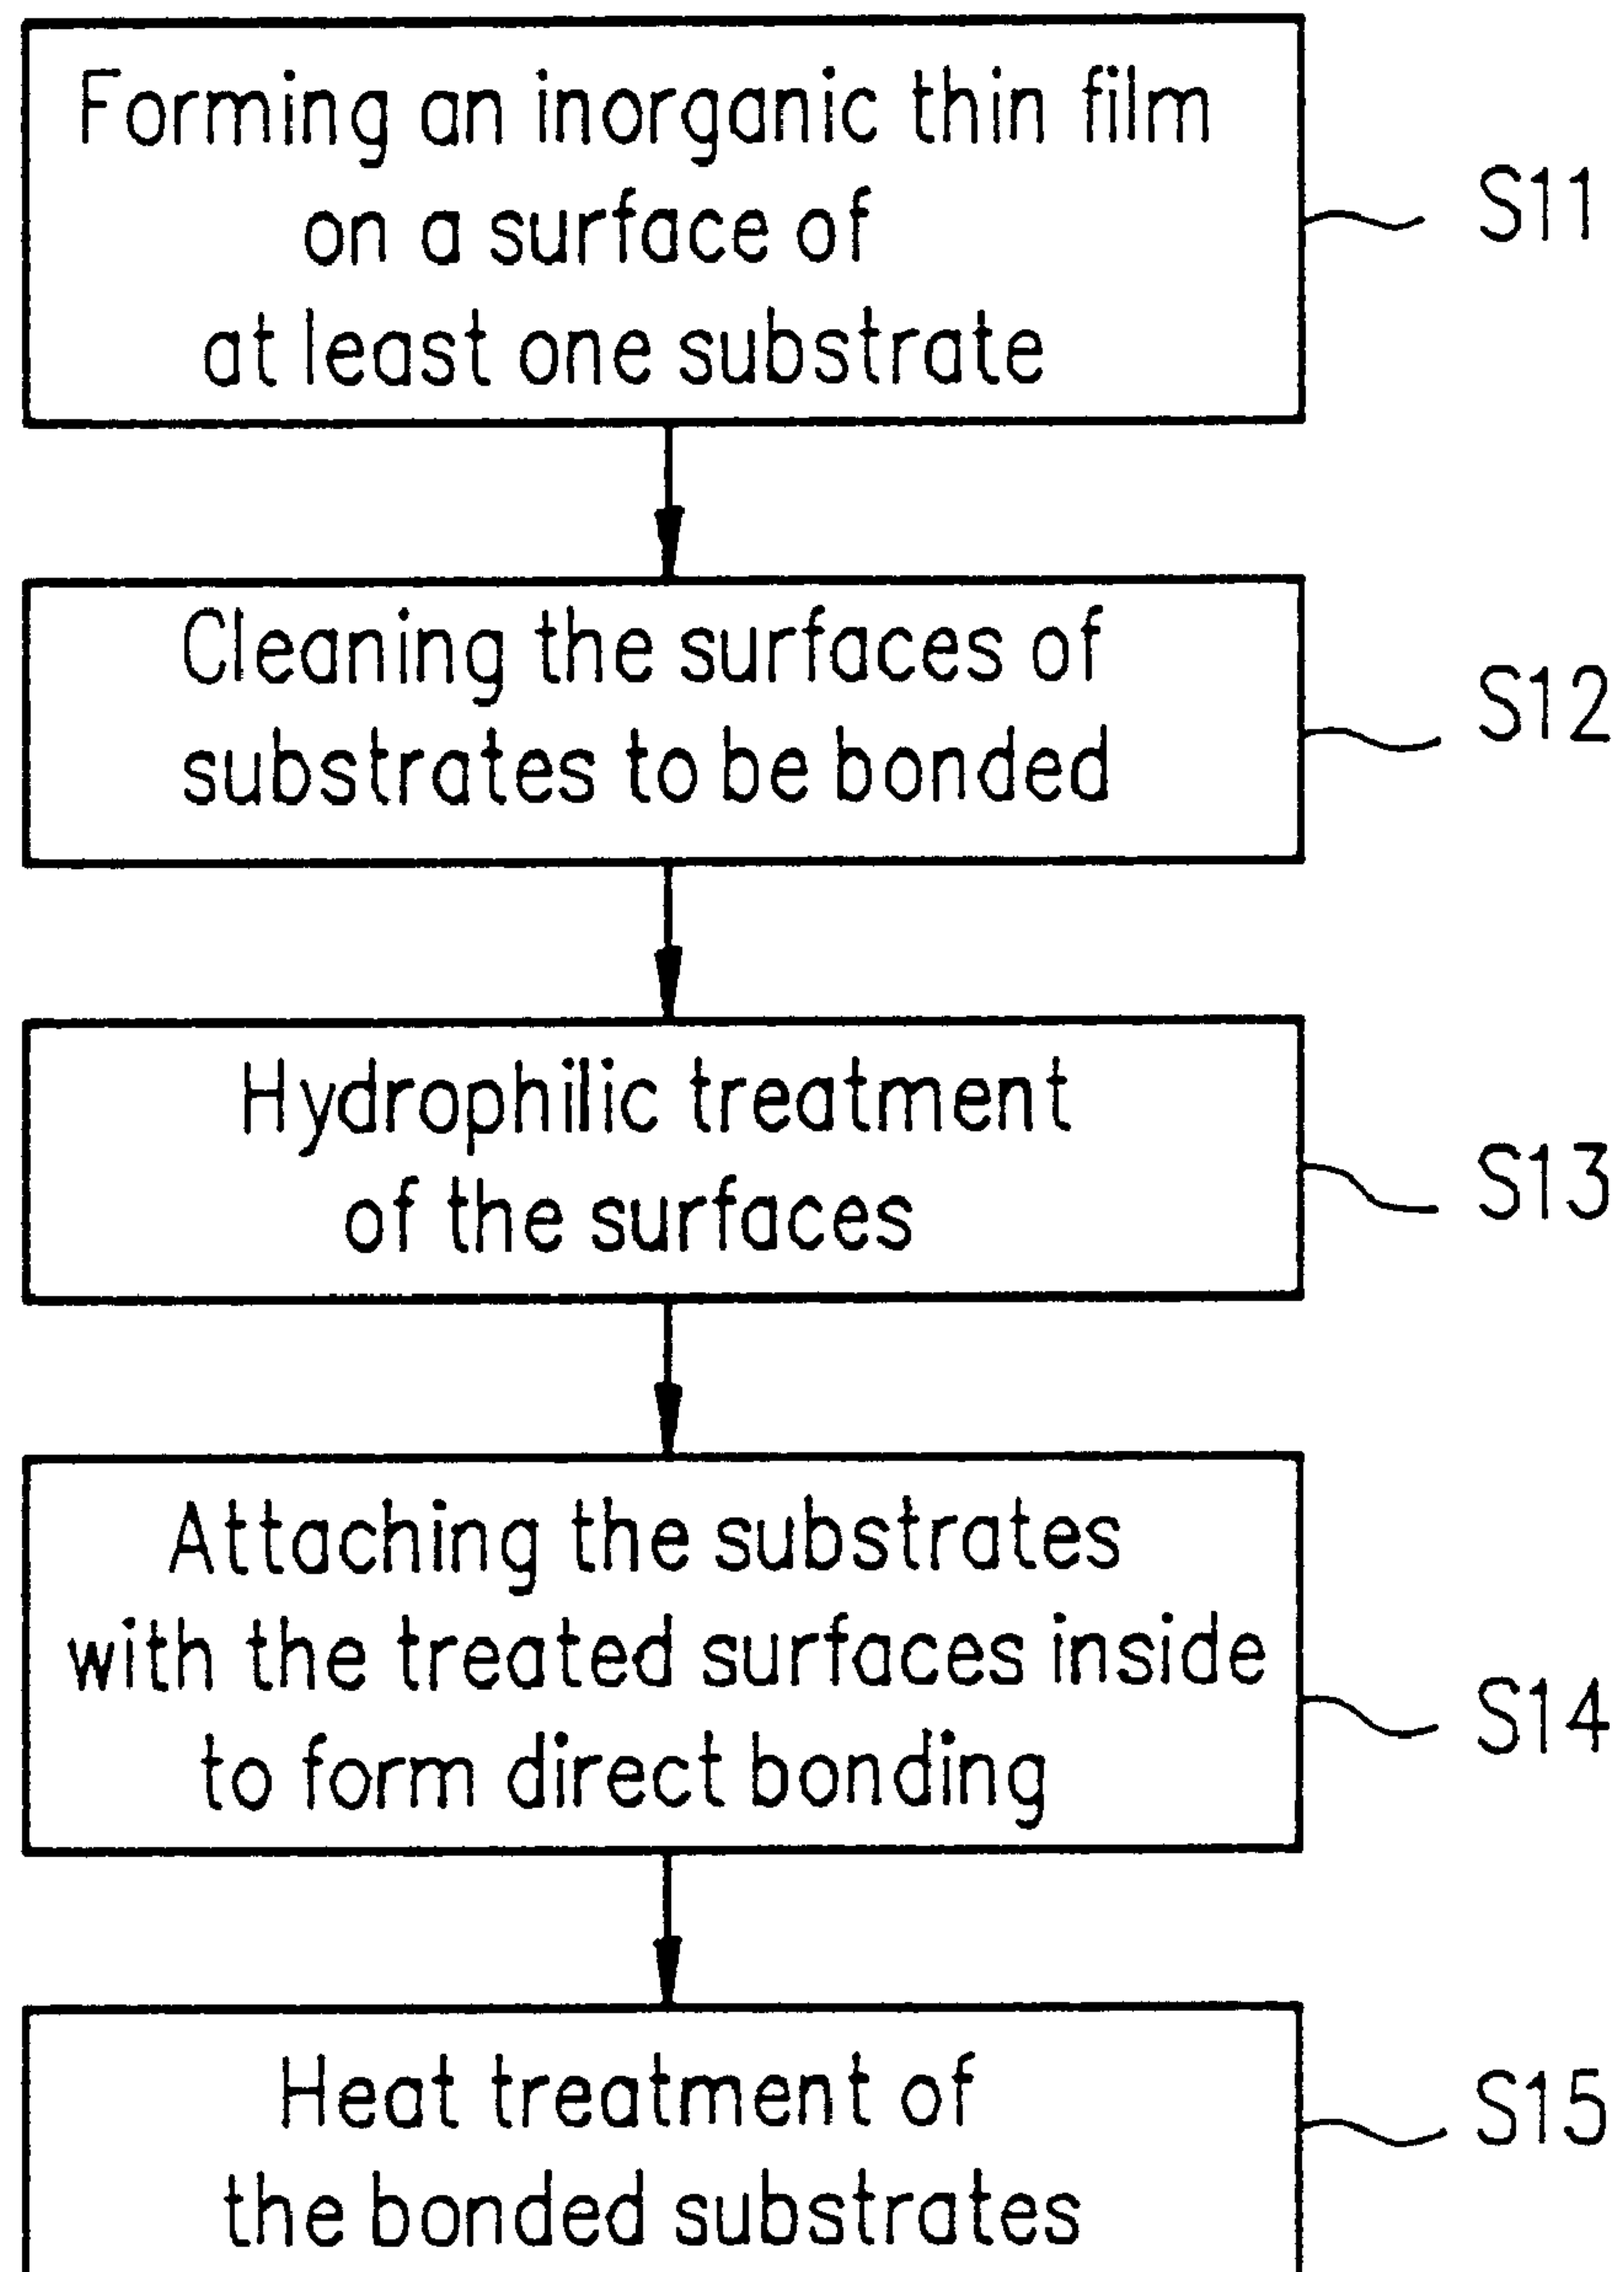 Forming an inorganic thin film
on a surface of
at least one substrate
S11
Cleaning the surfaces of
substrates to be bonded
S12
Hydrophilic treatment
of the surfaces
S13
Attaching the substrates
with the treated surfaces inside
to form direct bonding
S14
Heat treatment of
the bonded substrates
S15